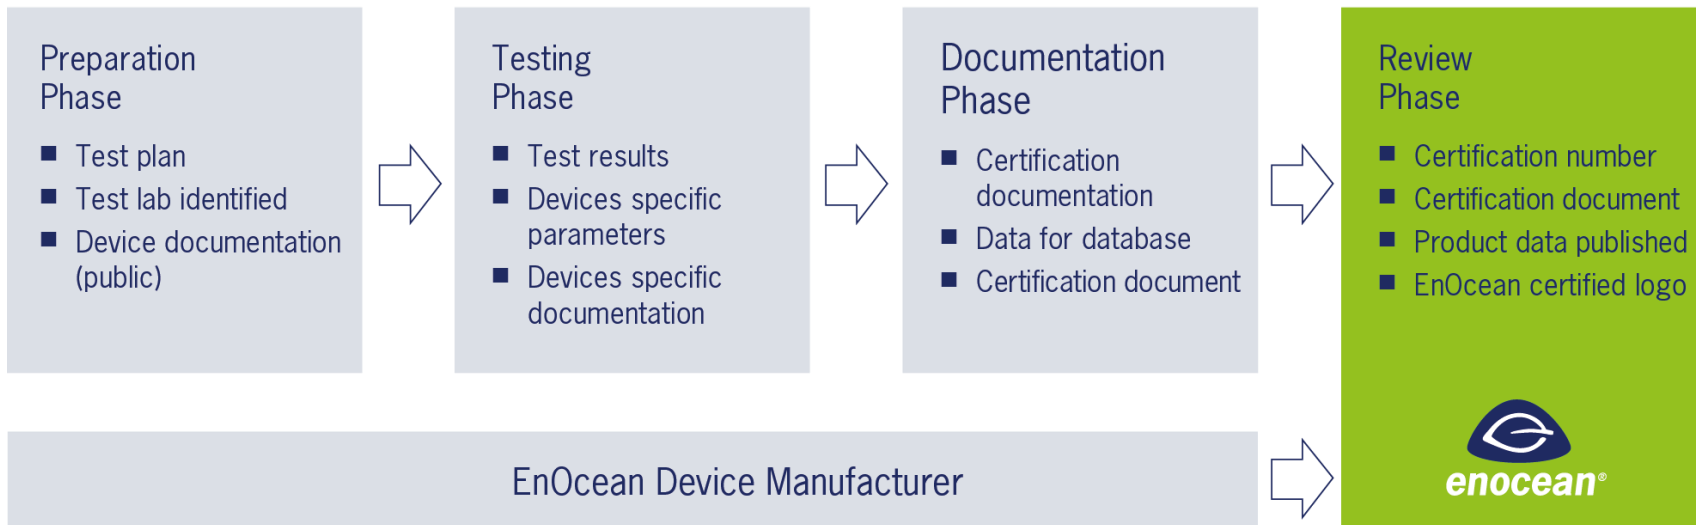 Preparation
Phase
■ Test plan
■ Test lab identified
■ Device documentation
(public)
Testing
Phase
■ Test results
■ Devices specific
parameters
■ Devices specific
documentation
Documentation
Phase
■ Certification
documentation
■ Data for database
■ Certification document
Review
Phase
■ Certification number
■ Certification document
■ Product data published
■ EnOcean certified logo
EnOcean Device Manufacturer
enocean®